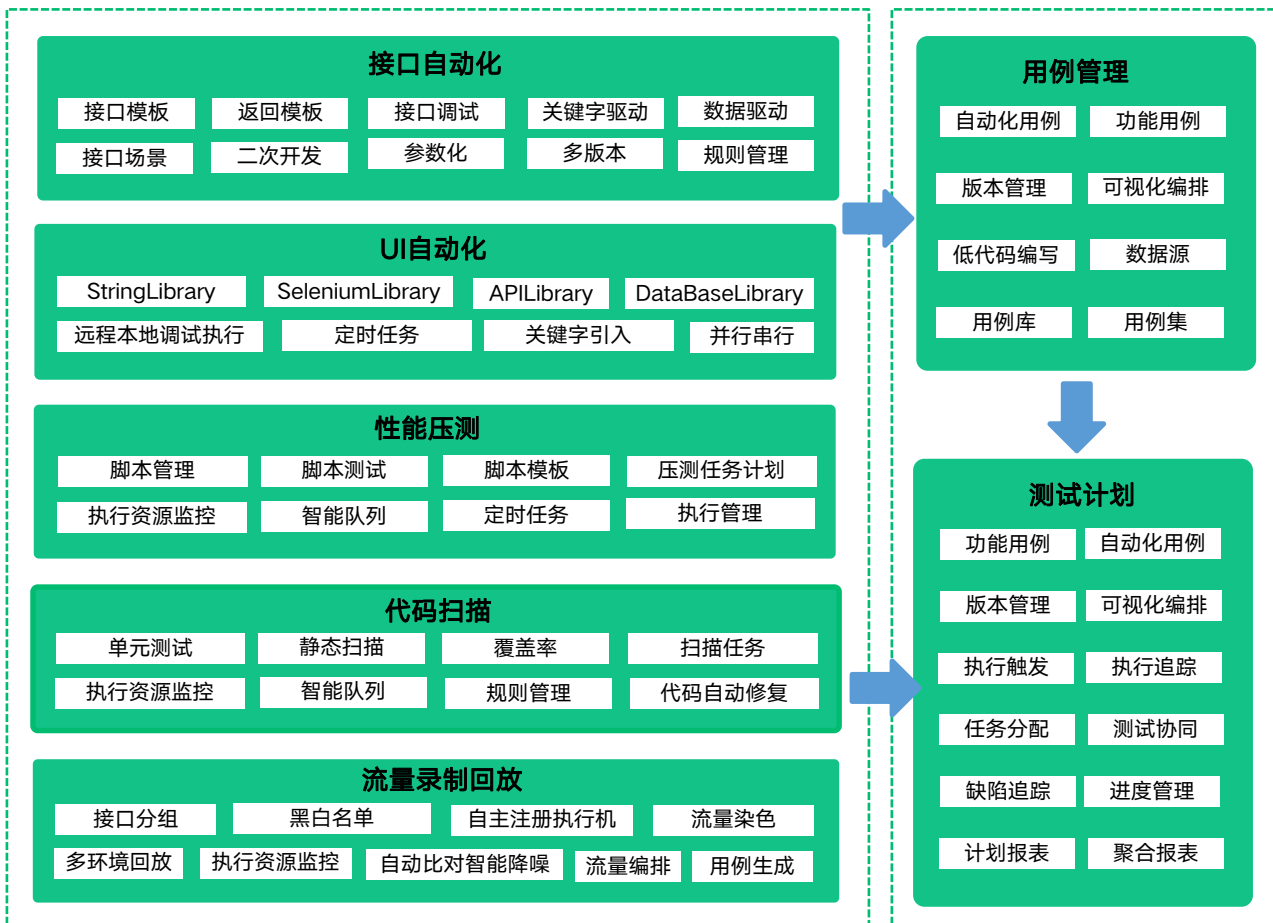 接口自动化
接口模板 返回模板 接口调试 关键字驱动 数据驱动
接口场景 二次开发 参数化 多版本 规则管理
UI自动化
StringLibrary SeleniumLibrary APILibrary DataBaseLibrary
远程本地调试执行 定时任务 关键字引入 并行串行
性能压测
脚本管理 脚本测试 脚本模板 压测任务计划
执行资源监控 智能队列 定时任务 执行管理
代码扫描
单元测试 静态扫描 覆盖率 扫描任务
执行资源监控 智能队列 规则管理 代码自动修复
流量录制回放
接口分组 黑白名单 自主注册执行机 流量染色
多环境回放 执行资源监控 自动比对智能降噪 流量编排 用例生成
用例管理
自动化用例 功能用例
版本管理 可视化编排
低代码编写 数据源
用例库 用例集
测试计划
功能用例 自动化用例
版本管理 可视化编排
执行触发 执行追踪
任务分配 测试协同
缺陷追踪 进度管理
计划报表 聚合报表